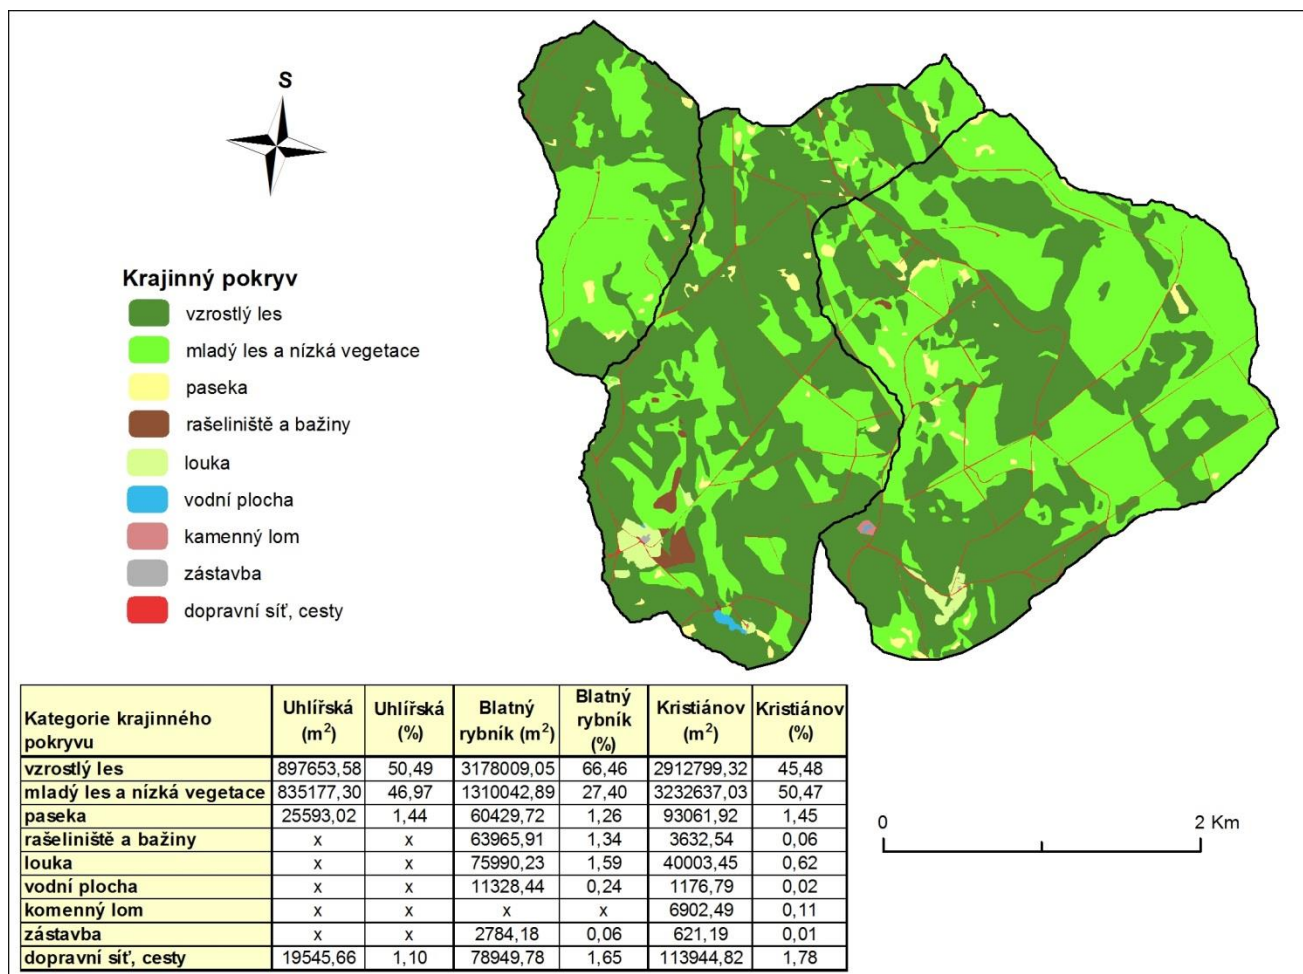 S
Krajinný pokryv
vzrostlý les
mladý les a nízká vegetace
paseka
rašeliniště a bažiny
louka
vodní plocha
kamenný lom
zástavba
dopravní síť, cesty
Kategorie krajinného pokryvu Uhlířská (m²) Uhlířská (%) Blatný rybník (m²) Blatný rybník (%) Kristiánov (m²) Kristiánov (%)
vzrostlý les 897653,58 50,49 3178009,05 66,46 2912799,32 45,48
mladý les a nízká vegetace 835177,30 46,97 1310042,89 27,40 3232637,03 50,47
paseka 25593,02 1,44 60429,72 1,26 93061,92 1,45
rašeliniště a bažiny x x 63965,91 1,34 3632,54 0,06
louka x x 75990,23 1,59 40003,45 0,62
vodní plocha x x 11328,44 0,24 1176,79 0,02
komenný lom x x x x 6902,49 0,11
zástavba x x 2784,18 0,06 621,19 0,01
dopravní síť, cesty 19545,66 1,10 78949,78 1,65 113944,82 1,78
0 2 Km